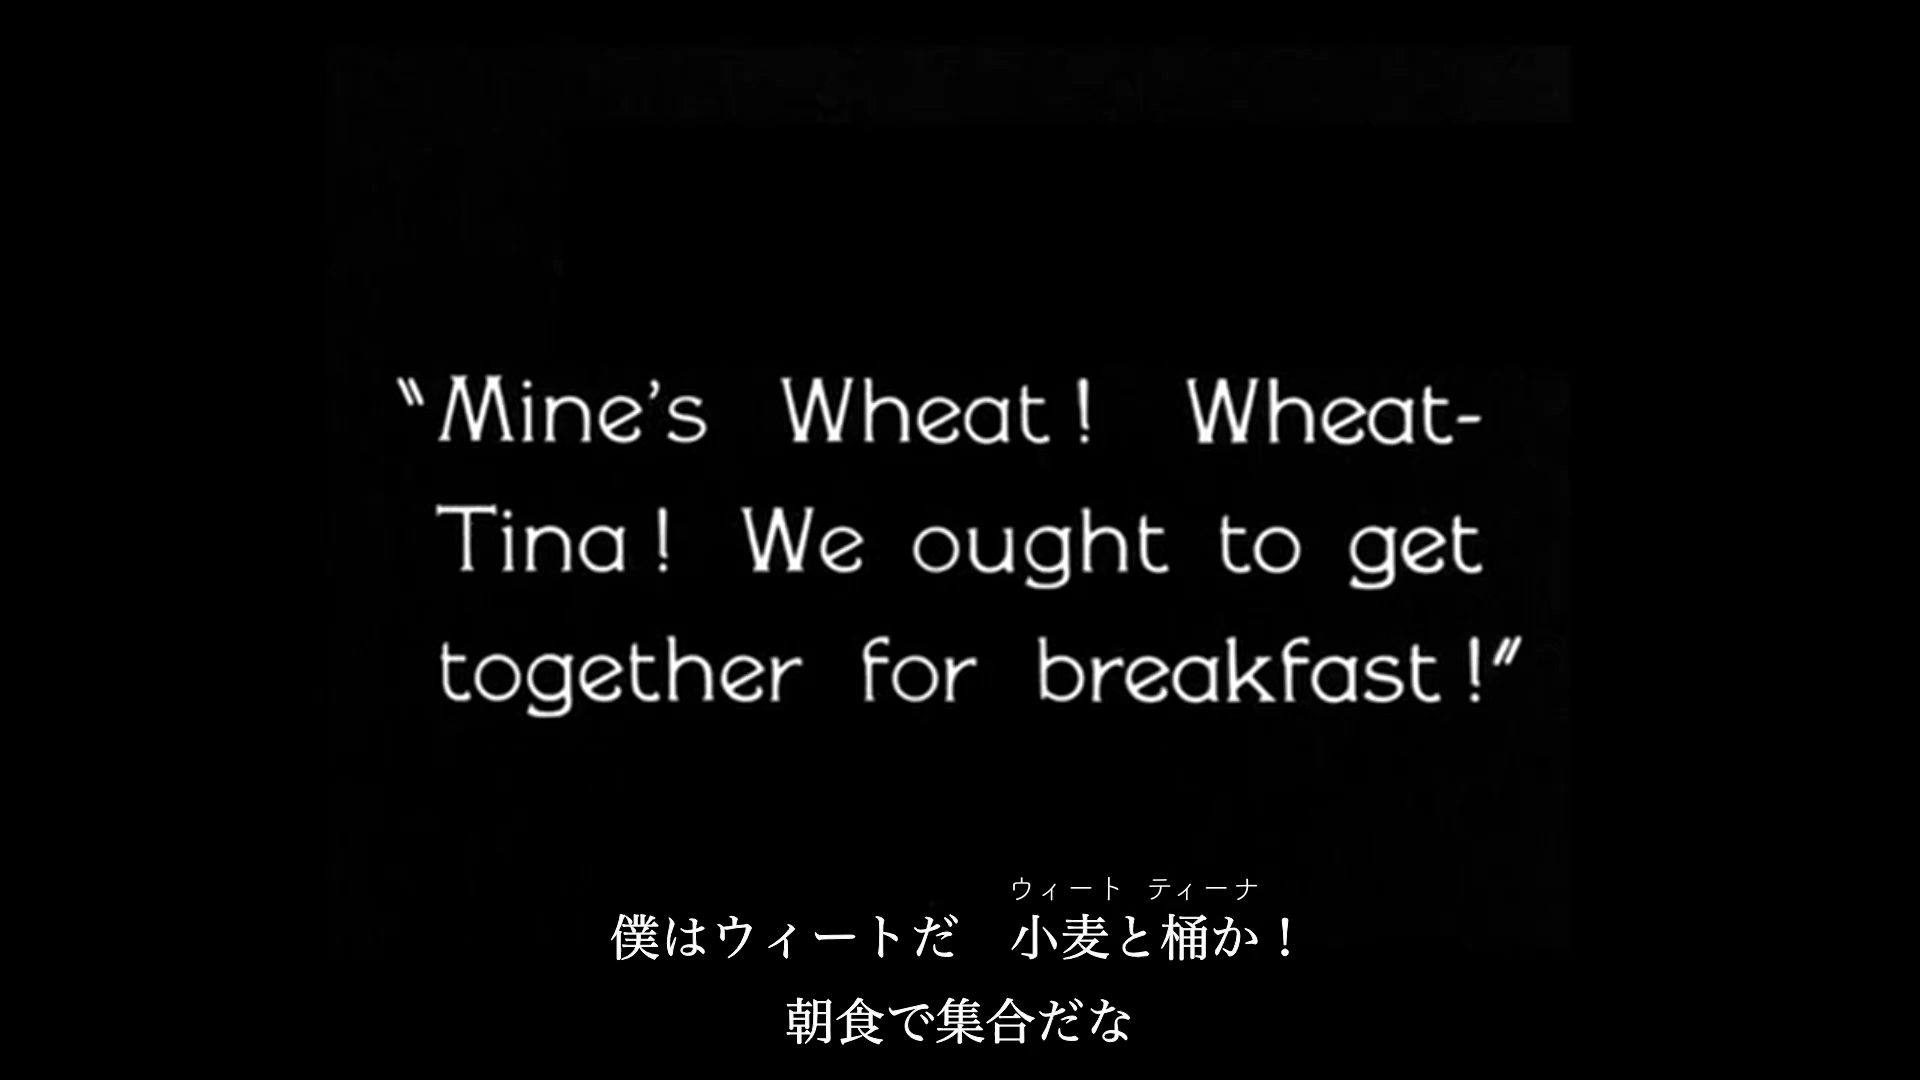 “Mine’s Wheat! Wheat-
Tina! We ought to get
together for breakfast!”
ウィート ティーナ
僕はウィートだ　小麦と桶か！
朝食で集合だな